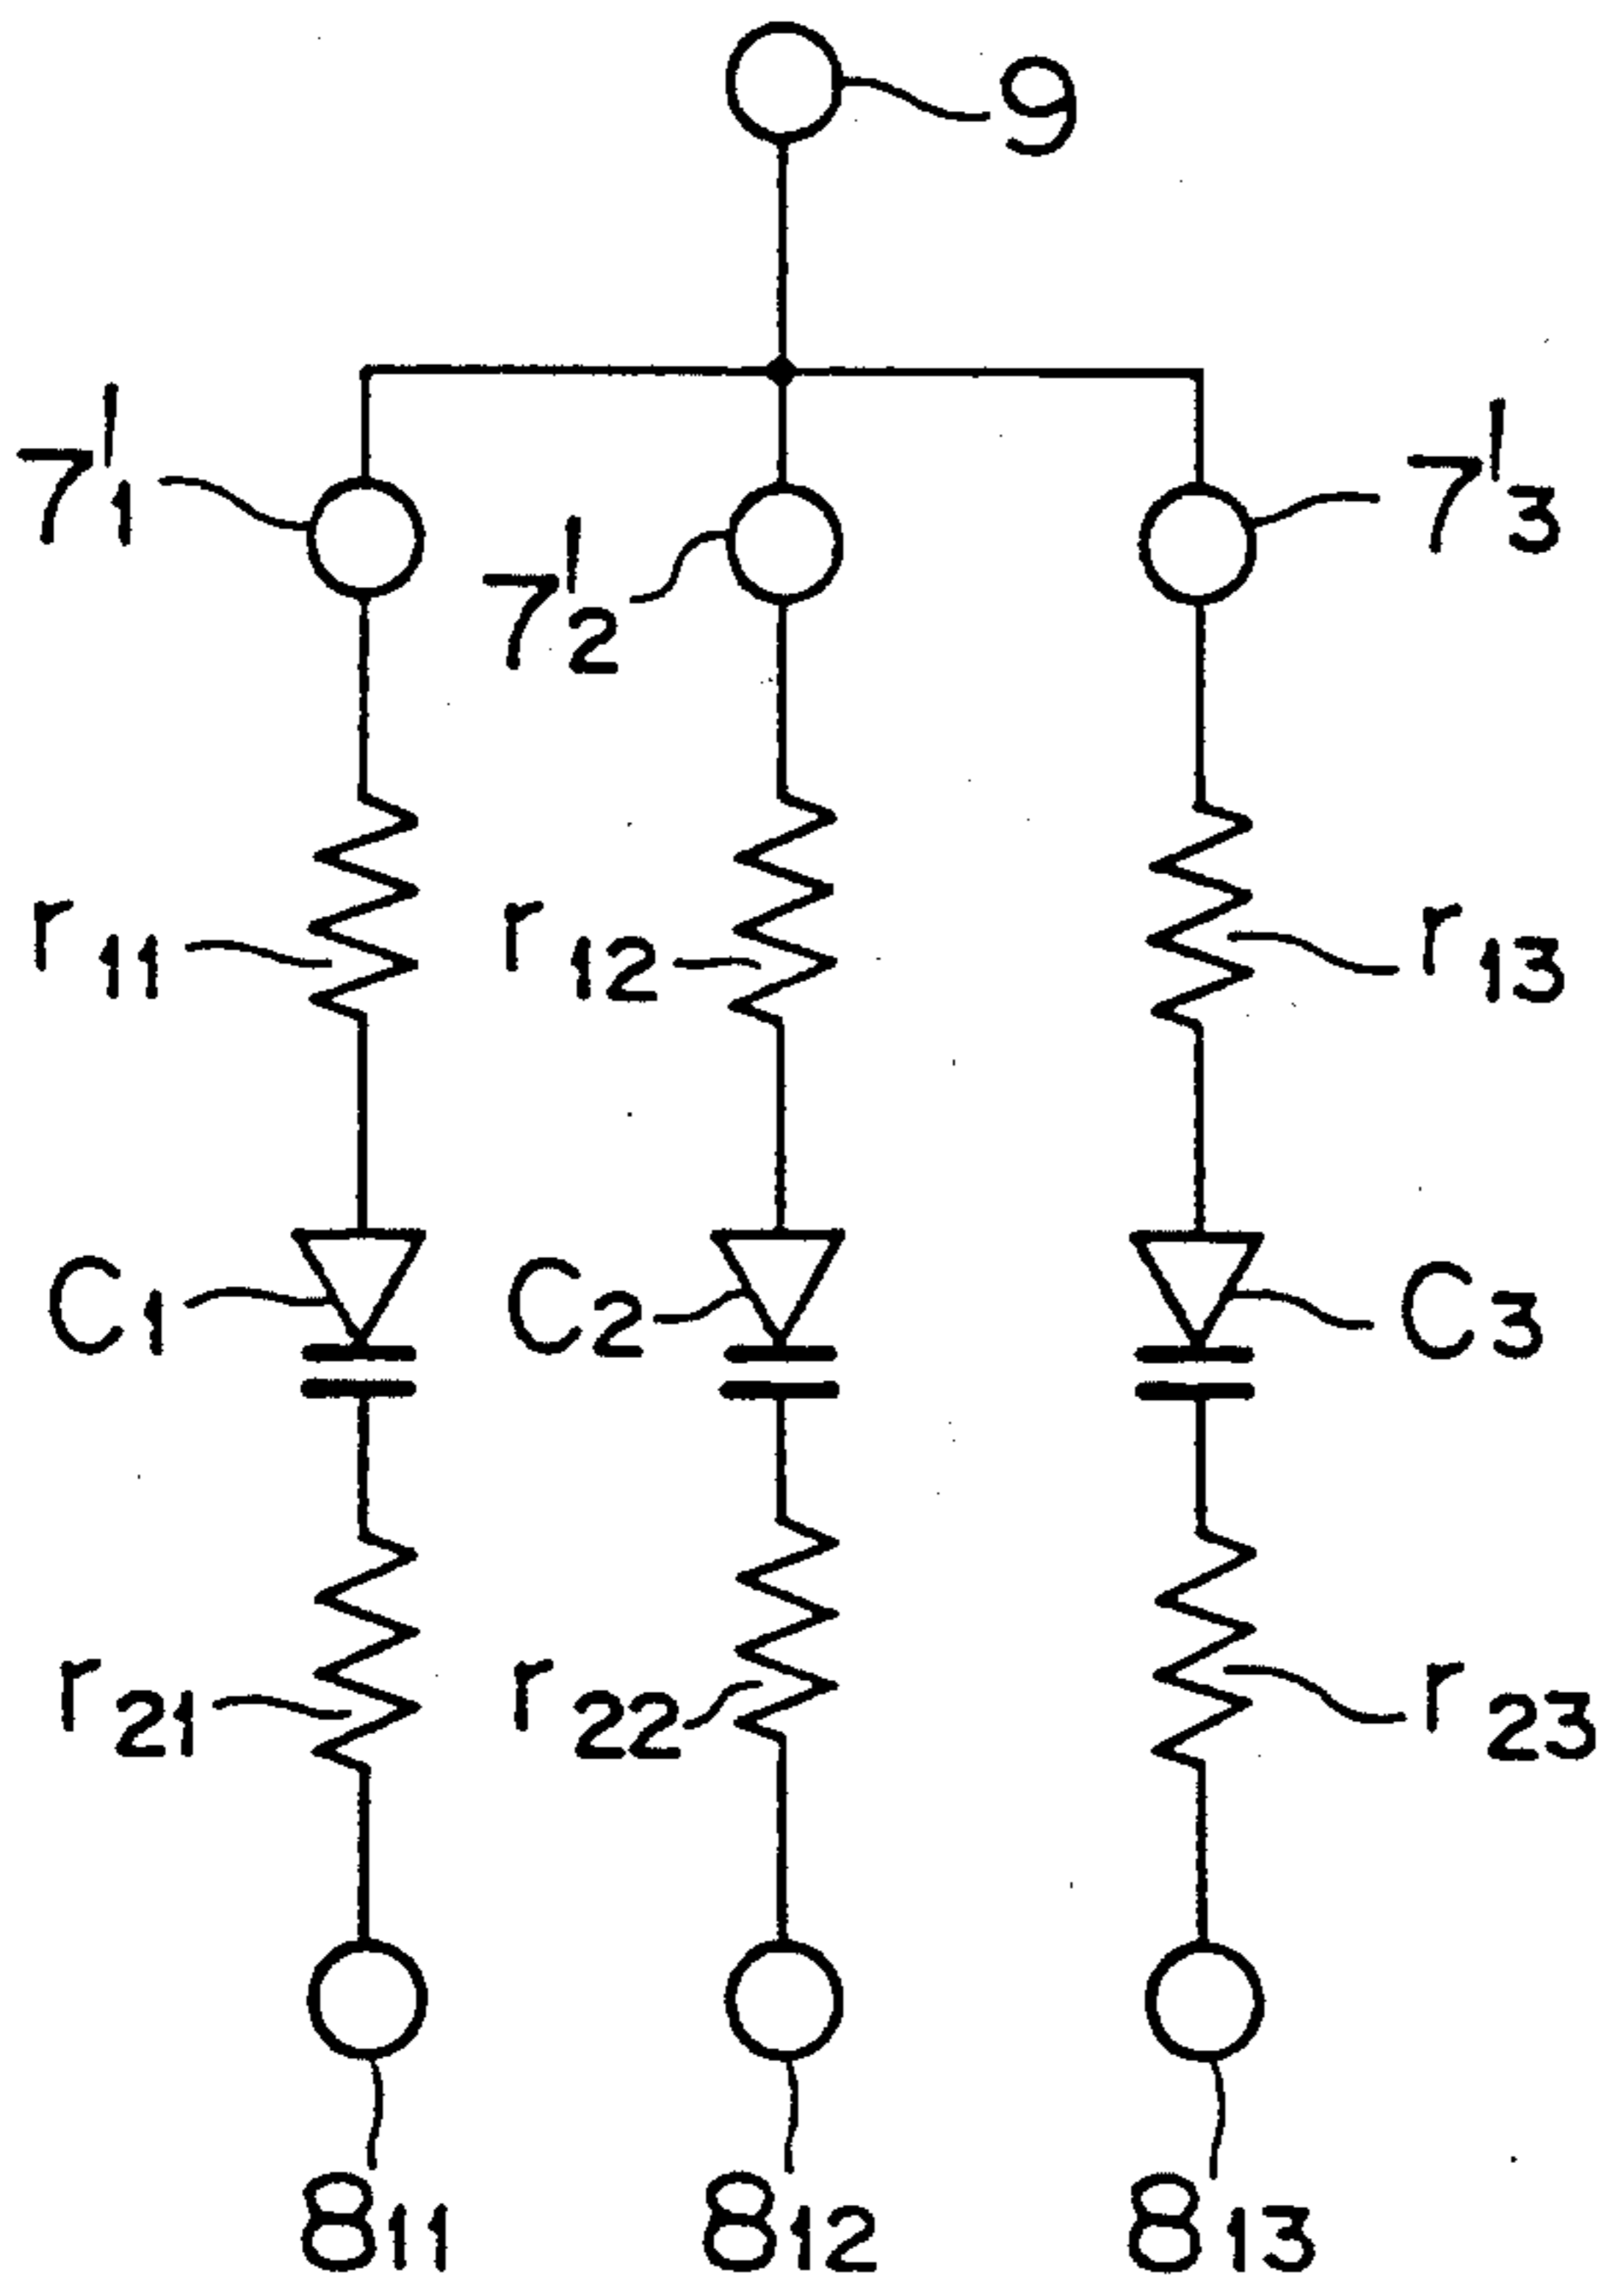 9
7'₁
7'₂
7'₃
r₁₁
r₁₂
r₁₃
C₁
C₂
C₃
r₂₁
r₂₂
r₂₃
8₁₁
8₁₂
8₁₃